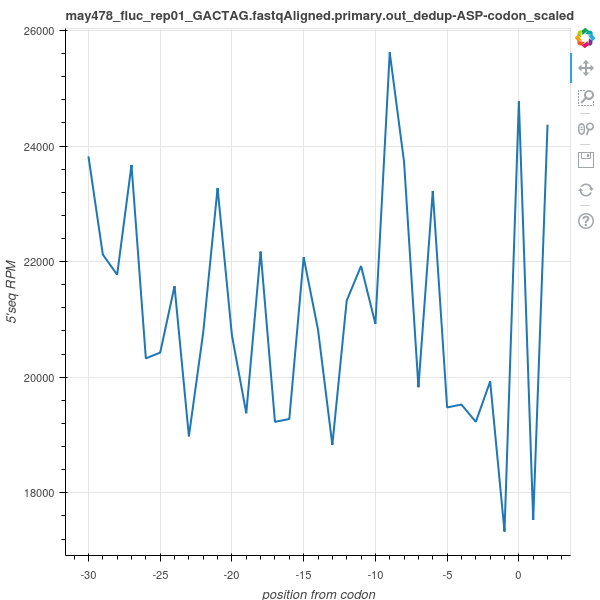 may478_fluc_rep01_GACTAG.fastqAligned.primary.out_dedup-ASP-codon_scaled
26000
24000
22000
20000
18000
5'seq RPM
-30 -25 -20 -15 -10 -5 0
position from codon